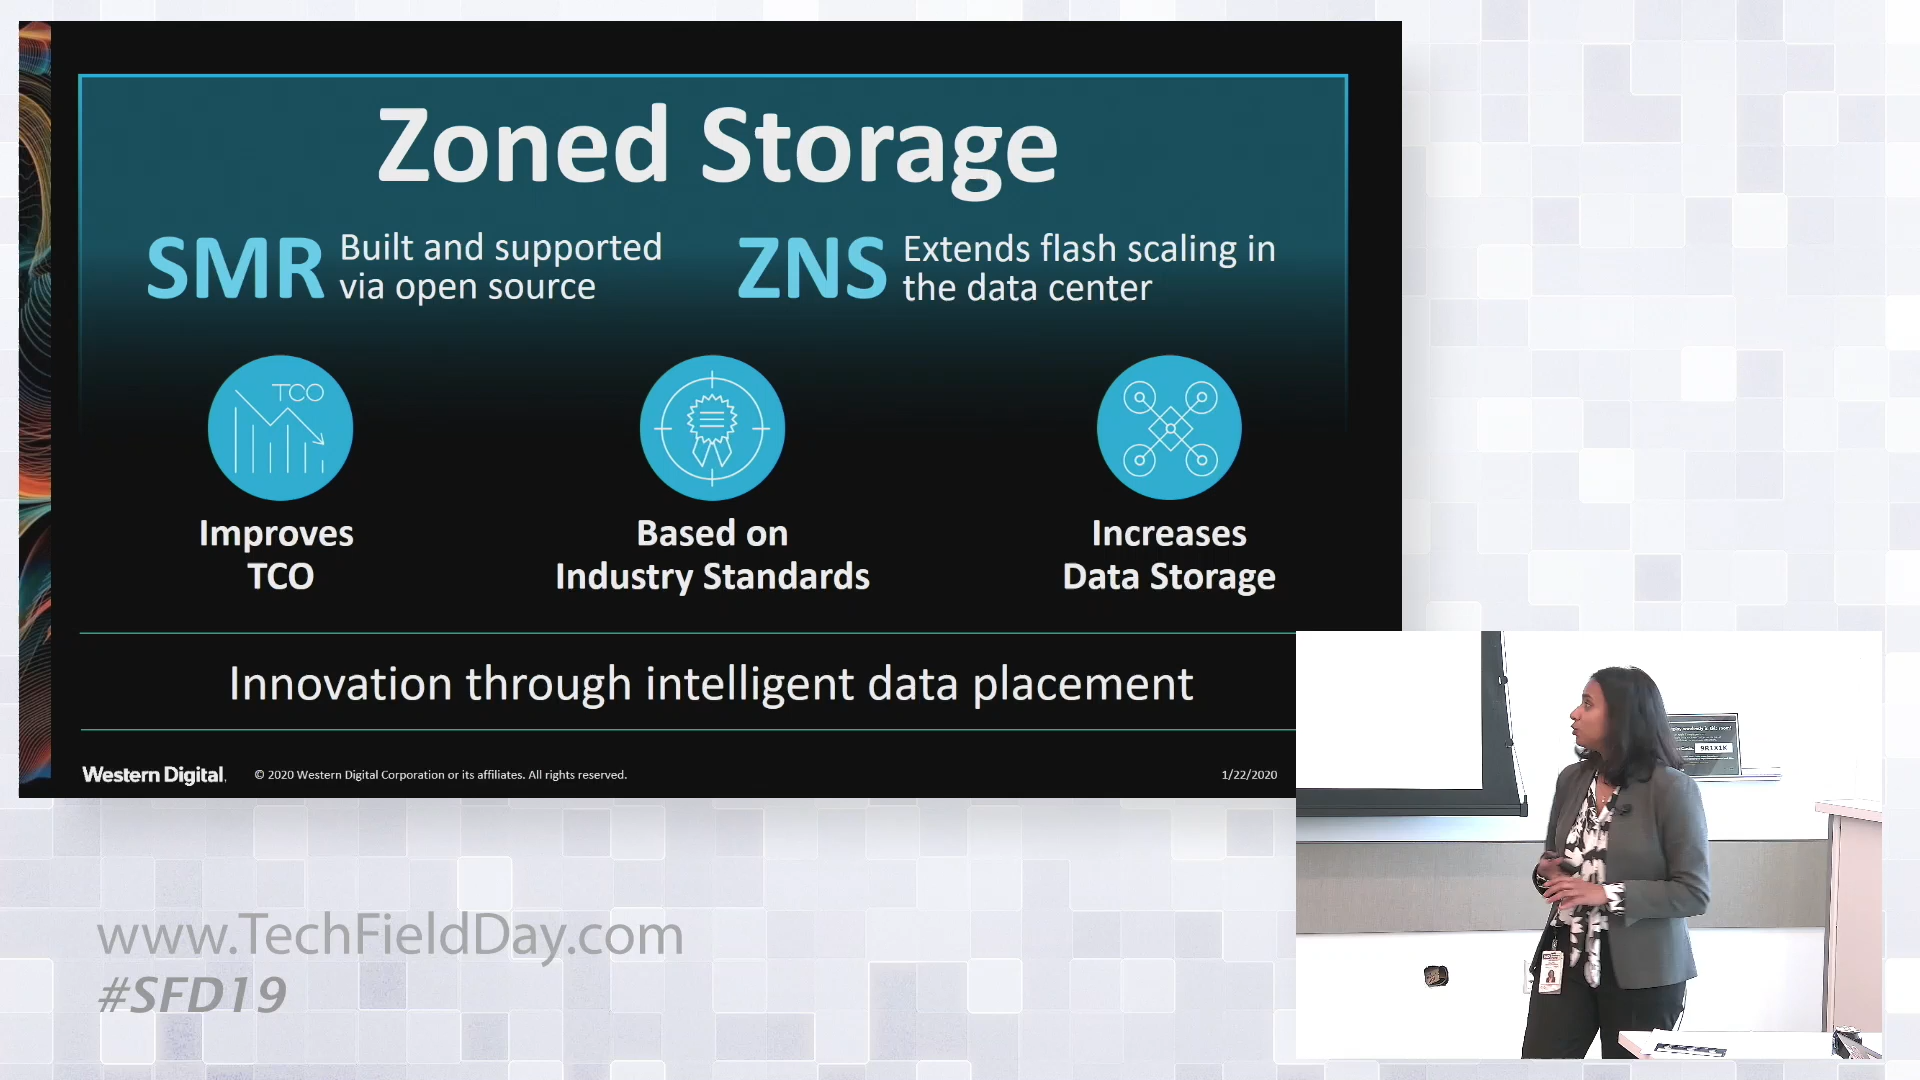 Zoned Storage
SMR
Built and supported
via open source
ZNS
Extends flash scaling in
the data center
TCO
Improves
TCO
Based on
Industry Standards
Increases
Data Storage
Innovation through intelligent data placement
Western Digital.
© 2020 Western Digital Corporation or its affiliates. All rights reserved.
1/22/2020
9R1X1K
www.TechFieldDay.com
#SFD19